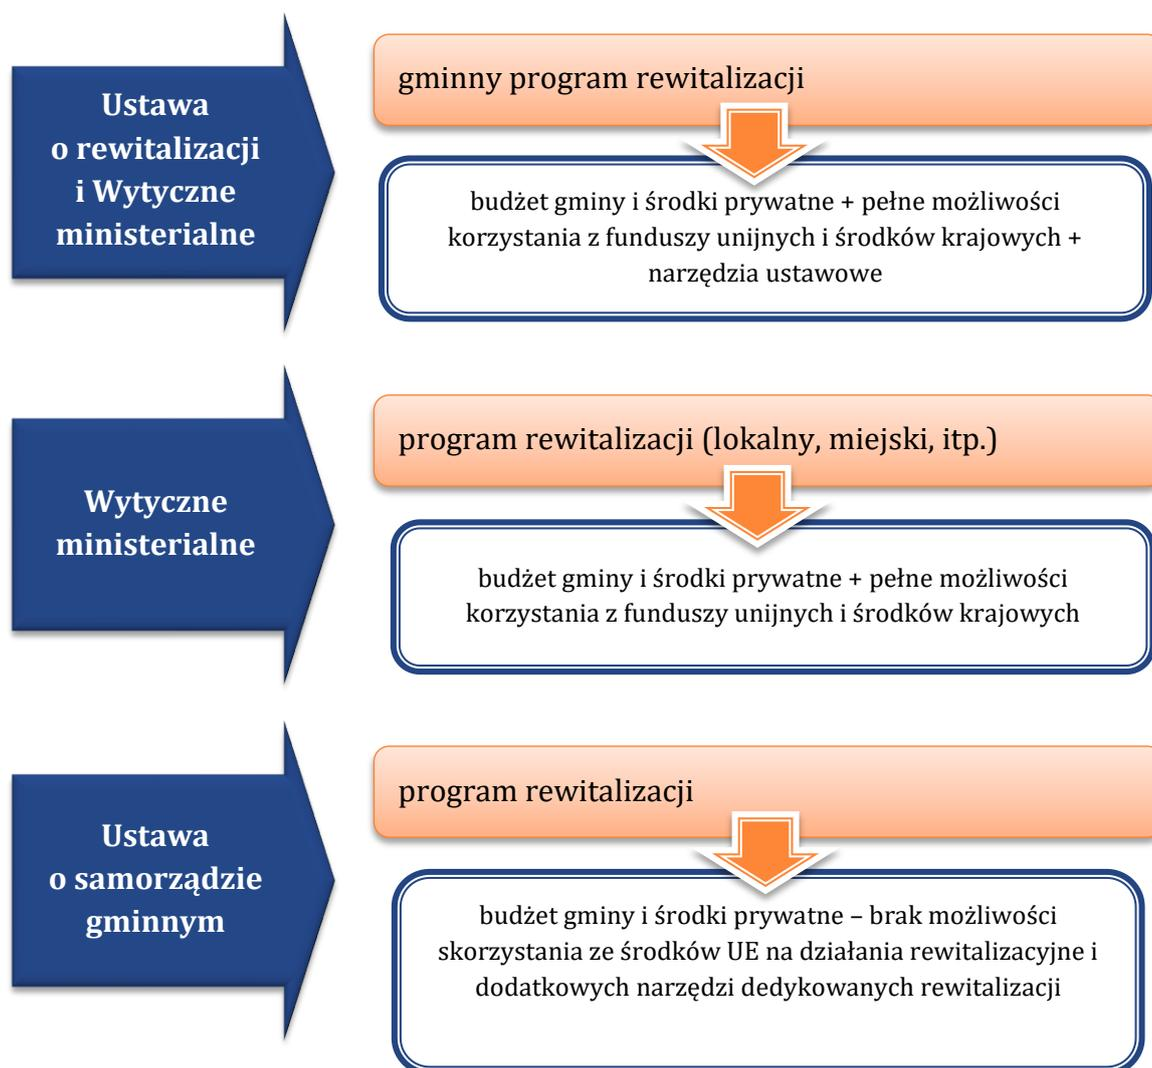 Ustawa
o rewitalizacji
i Wytyczne
ministerialne
gminny program rewitalizacji
budżet gminy i środki prywatne + pełne możliwości
korzystania z funduszy unijnych i środków krajowych +
narzędzia ustawowe
Wytyczne
ministerialne
program rewitalizacji (lokalny, miejski, itp.)
budżet gminy i środki prywatne + pełne możliwości
korzystania z funduszy unijnych i środków krajowych
Ustawa
o samorządzie
gminnym
program rewitalizacji
budżet gminy i środki prywatne – brak możliwości
skorzystania ze środków UE na działania rewitalizacyjne i
dodatkowych narzędzi dedykowanych rewitalizacji